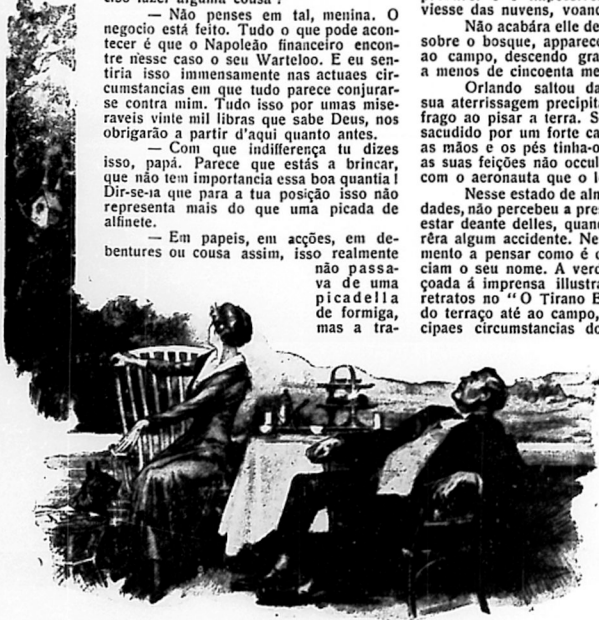 — Não penses em tal, menina. O
negocio está feito. Tudo o que pode acon-
tecer é que o Napoleão financeiro encon-
tre n'esse caso o seu Warteloo. E eu sen-
tiria isso immensamente nas actuaes cir-
cumstancias em que tudo parece conjurar-
se contra mim. Tudo isso por umas mise-
raveis vinte mil libras que sabe Deus, nos
obrigarão a partir d'aqui quanto antes.
— Com que indifferença tu dizes
isso, papá. Parece que estás a brincar,
que não tem importancia essa boa quantia!
Dir-se-ia que para a tua posição isso não
representa mais do que uma picada de
alfinete.
— Em papeis, em acções, em de-
bentures ou cousa assim, isso realmente
não passa-
va de uma
picadella
de formiga,
mas a tra-
viesse das nuvens, voand
Não acabára elle de
sobre o bosque, apparec
ao campo, descendo gra
a menos de cincoenta me
Orlando saltou da
sua aterrissagem precipita
frago ao pisar a terra. S
sacudido por um forte ca
as mãos e os pés tinha-o
as suas feições não occul
com o aeronauta que o l
Nesse estado de aln
dades, não percebeu a pre
estar deante delles, quan
rêra algum accidente. Ne
mento a pensar como é
ciam o seu nome. A verd
çoada á imprensa illustra
retratos no "O Tirano E
do terraço até ao campo,
cipaes circumstancias do